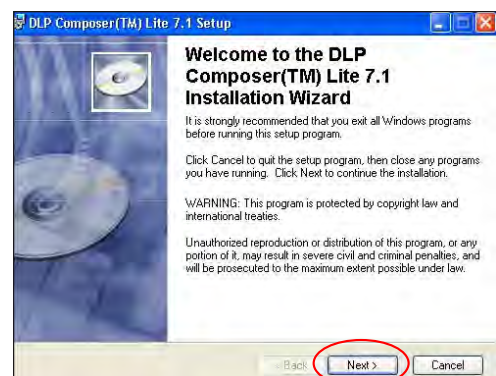 DLP Composer(TM) Lite 7.1 Setup
Welcome to the DLP
Composer(TM) Lite 7.1
Installation Wizard
It is strongly recommended that you exit all Windows programs
before running this setup program.
Click Cancel to quit the setup program, then close any programs
you have running. Click Next to continue the installation.
WARNING: This program is protected by copyright law and
international treaties.
Unauthorized reproduction or distribution of this program, or any
portion of it, may result in severe civil and criminal penalties, and
will be prosecuted to the maximum extent possible under law.
Back Next > Cancel